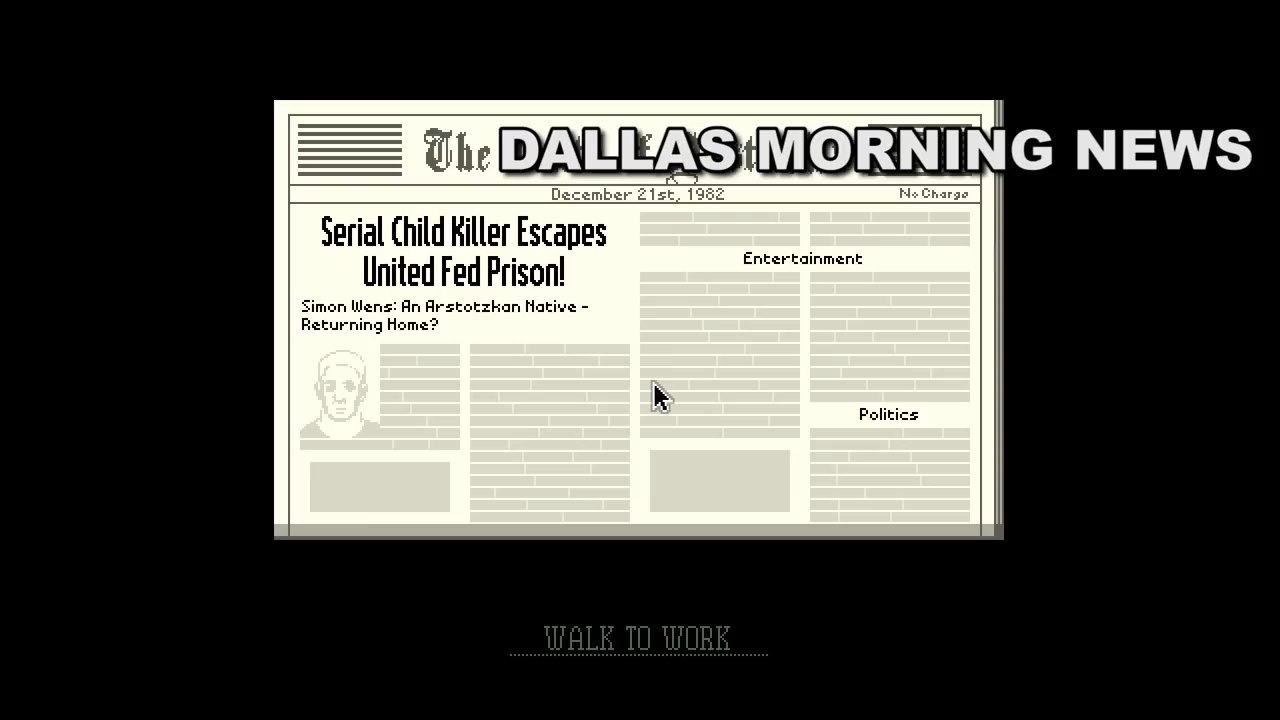 The DALLAS MORNING NEWS
December 21st, 1982
No Charge
Serial Child Killer Escapes
United Fed Prison!
Simon Wens: An Arstotzkan Native -
Returning Home?
Entertainment
Politics
WALK TO WORK